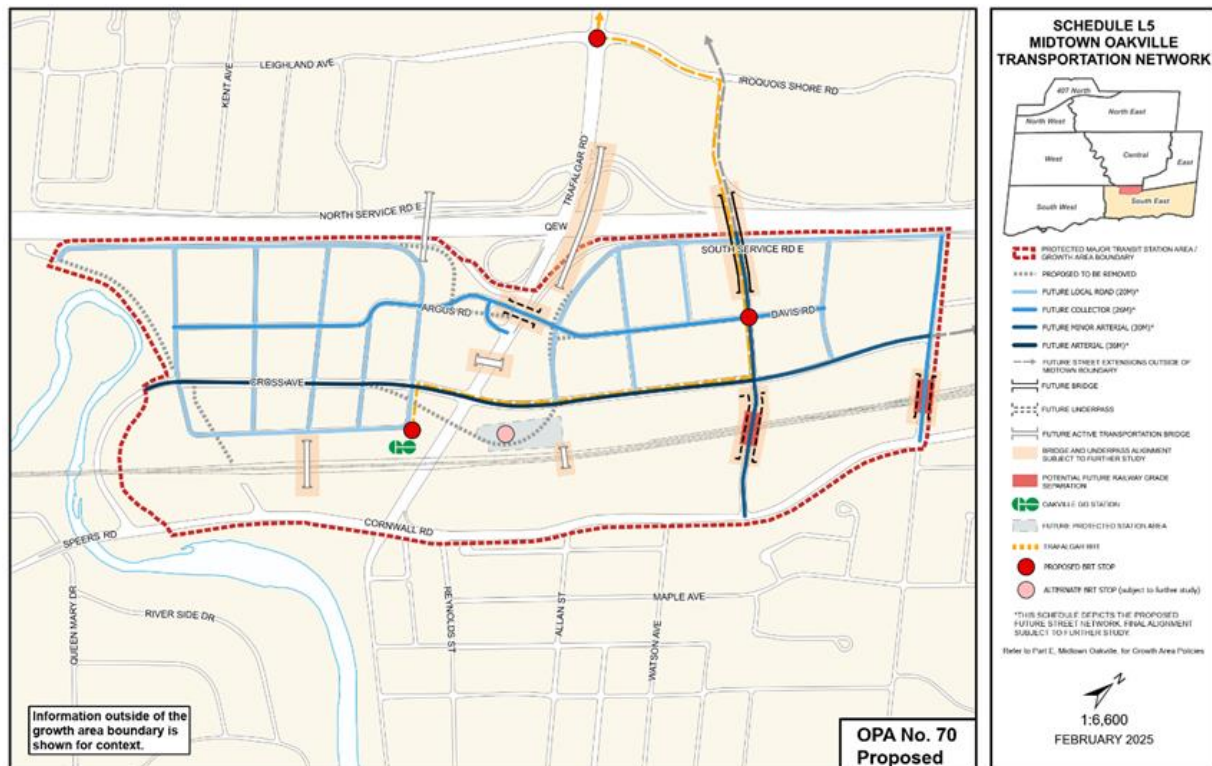 LEIGHLAND AVE
KENT AVE
IROQUOIS SHORE RD
TRAFALGAR RD
NORTH SERVICE RD E
QEW
SOUTH SERVICE RD E
ARGUS RD
DAVIS RD
CROSS AVE
GO
CORNWALL RD
SPEERS RD
QUEEN MARY DR
RIVER SIDE DR
REYNOLDS ST
ALLAN ST
MAPLE AVE
WATSON AVE
Information outside of the
growth area boundary is
shown for context.
OPA No. 70
Proposed
SCHEDULE L5
MIDTOWN OAKVILLE
TRANSPORTATION NETWORK
407 North
North West
North East
West
Central
East
South West
South East
PROTECTED MAJOR TRANSIT STATION AREA /
GROWTH AREA BOUNDARY
PROPOSED TO BE REMOVED
FUTURE LOCAL ROAD (20M)*
FUTURE COLLECTOR (26M)*
FUTURE MINOR ARTERIAL (30M)*
FUTURE ARTERIAL (36M)*
FUTURE STREET EXTENSIONS OUTSIDE OF
MIDTOWN BOUNDARY
FUTURE BRIDGE
FUTURE UNDERPASS
FUTURE ACTIVE TRANSPORTATION BRIDGE
BRIDGE AND UNDERPASS ALIGNMENT
SUBJECT TO FURTHER STUDY
POTENTIAL FUTURE RAILWAY GRADE
SEPARATION
GO
OAKVILLE GO STATION
FUTURE PROTECTED STATION AREA
TRAFALGAR BRT
PROPOSED BRT STOP
ALTERNATE BRT STOP (subject to further study)
*THIS SCHEDULE DEPICTS THE PROPOSED
FUTURE STREET NETWORK. FINAL ALIGNMENT
SUBJECT TO FURTHER STUDY.
Refer to Part E, Midtown Oakville, for Growth Area Policies
N
1:6,600
FEBRUARY 2025